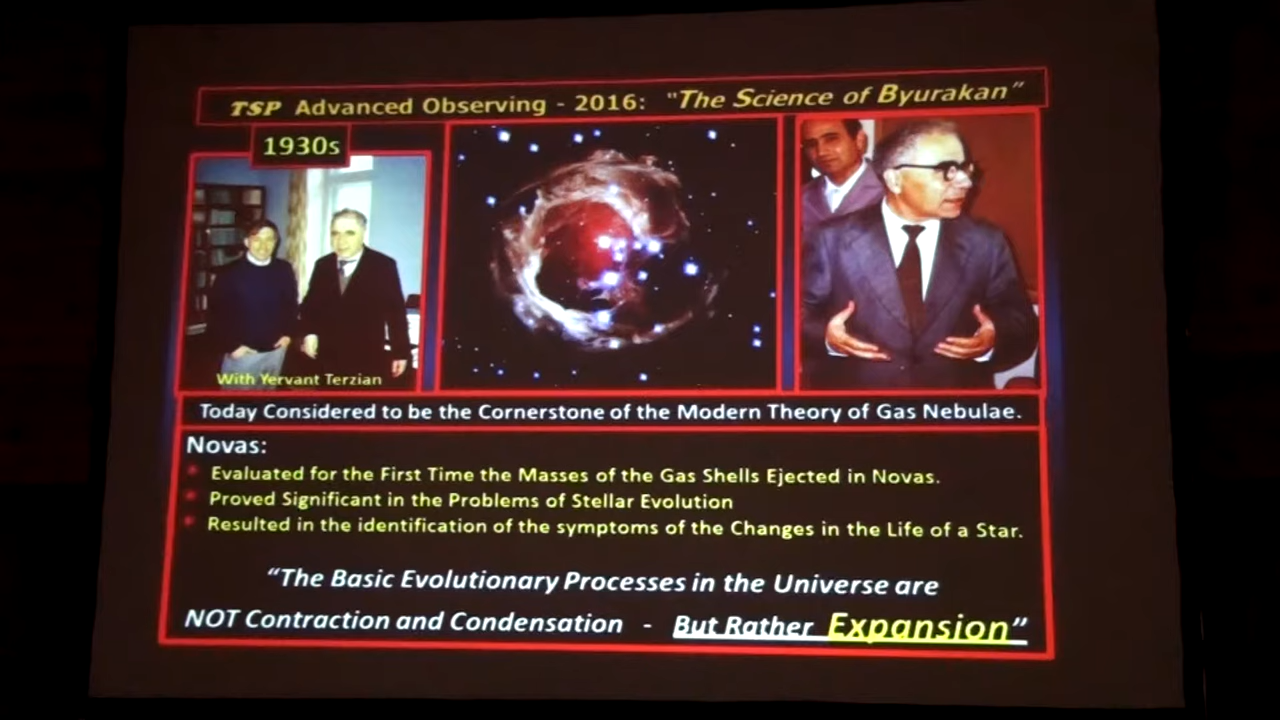 TSP Advanced Observing - 2016: "The Science of Byurakan"
1930s
With Yervant Terzian
Today Considered to be the Cornerstone of the Modern Theory of Gas Nebulae.
Novas:
Evaluated for the First Time the Masses of the Gas Shells Ejected in Novas.
Proved Significant in the Problems of Stellar Evolution
Resulted in the identification of the symptoms of the Changes in the Life of a Star.
“The Basic Evolutionary Processes in the Universe are
NOT Contraction and Condensation - But Rather Expansion”